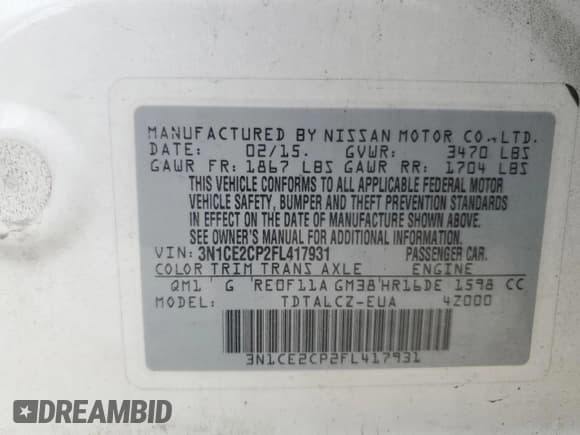 MANUFACTURED BY NISSAN MOTOR CO.,LTD.
DATE: 02/15. GVWR: 3470 LBS
GAWR FR: 1867 LBS GAWR RR: 1704 LBS
THIS VEHICLE CONFORMS TO ALL APPLICABLE FEDERAL MOTOR
VEHICLE SAFETY, BUMPER AND THEFT PREVENTION STANDARDS
IN EFFECT ON THE DATE OF MANUFACTURE SHOWN ABOVE.
SEE OWNER'S MANUAL FOR ADDITIONAL INFORMATION.
VIN: 3N1CE2CP2FL417931 PASSENGER CAR.
COLOR TRIM TRANS AXLE ENGINE
QM1 G RE0F11A GM38 HR16DE 1598 CC
MODEL: TDTALCZ-EUA 4Z000
3N1CE2CP2FL417931
DREAMBID